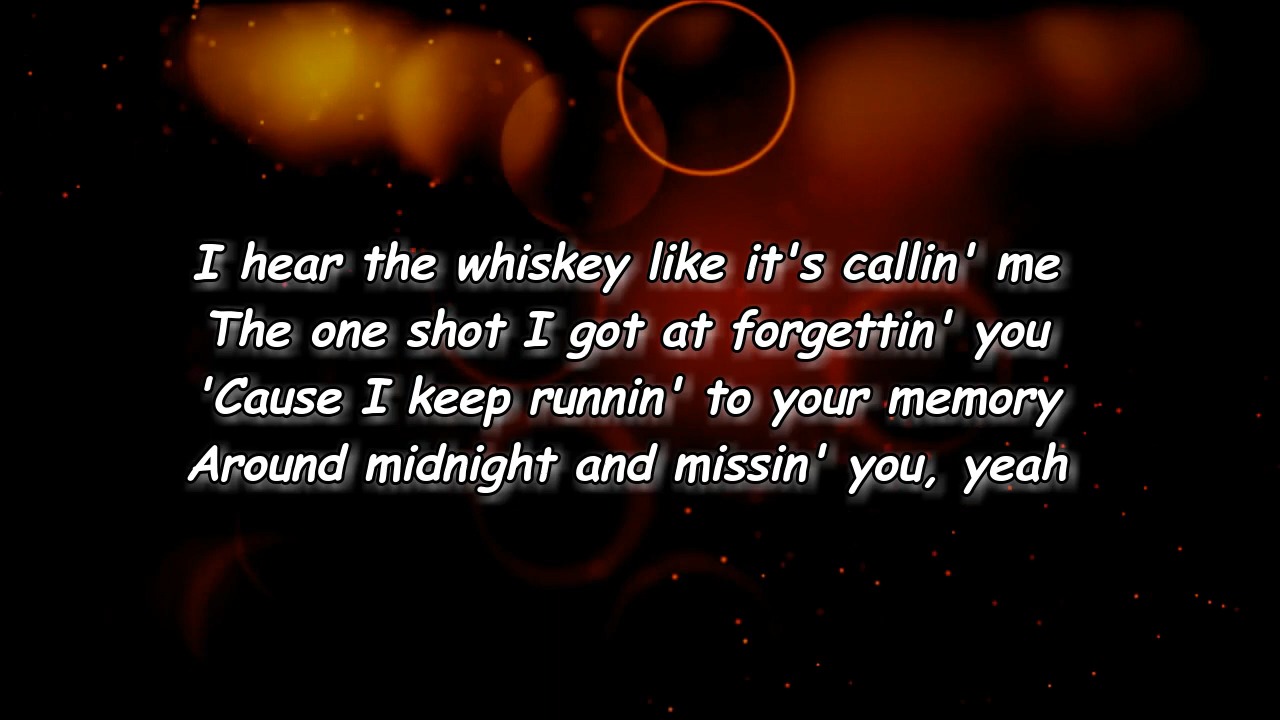 I hear the whiskey like it's callin' me
The one shot I got at forgettin' you
'Cause I keep runnin' to your memory
Around midnight and missin' you, yeah